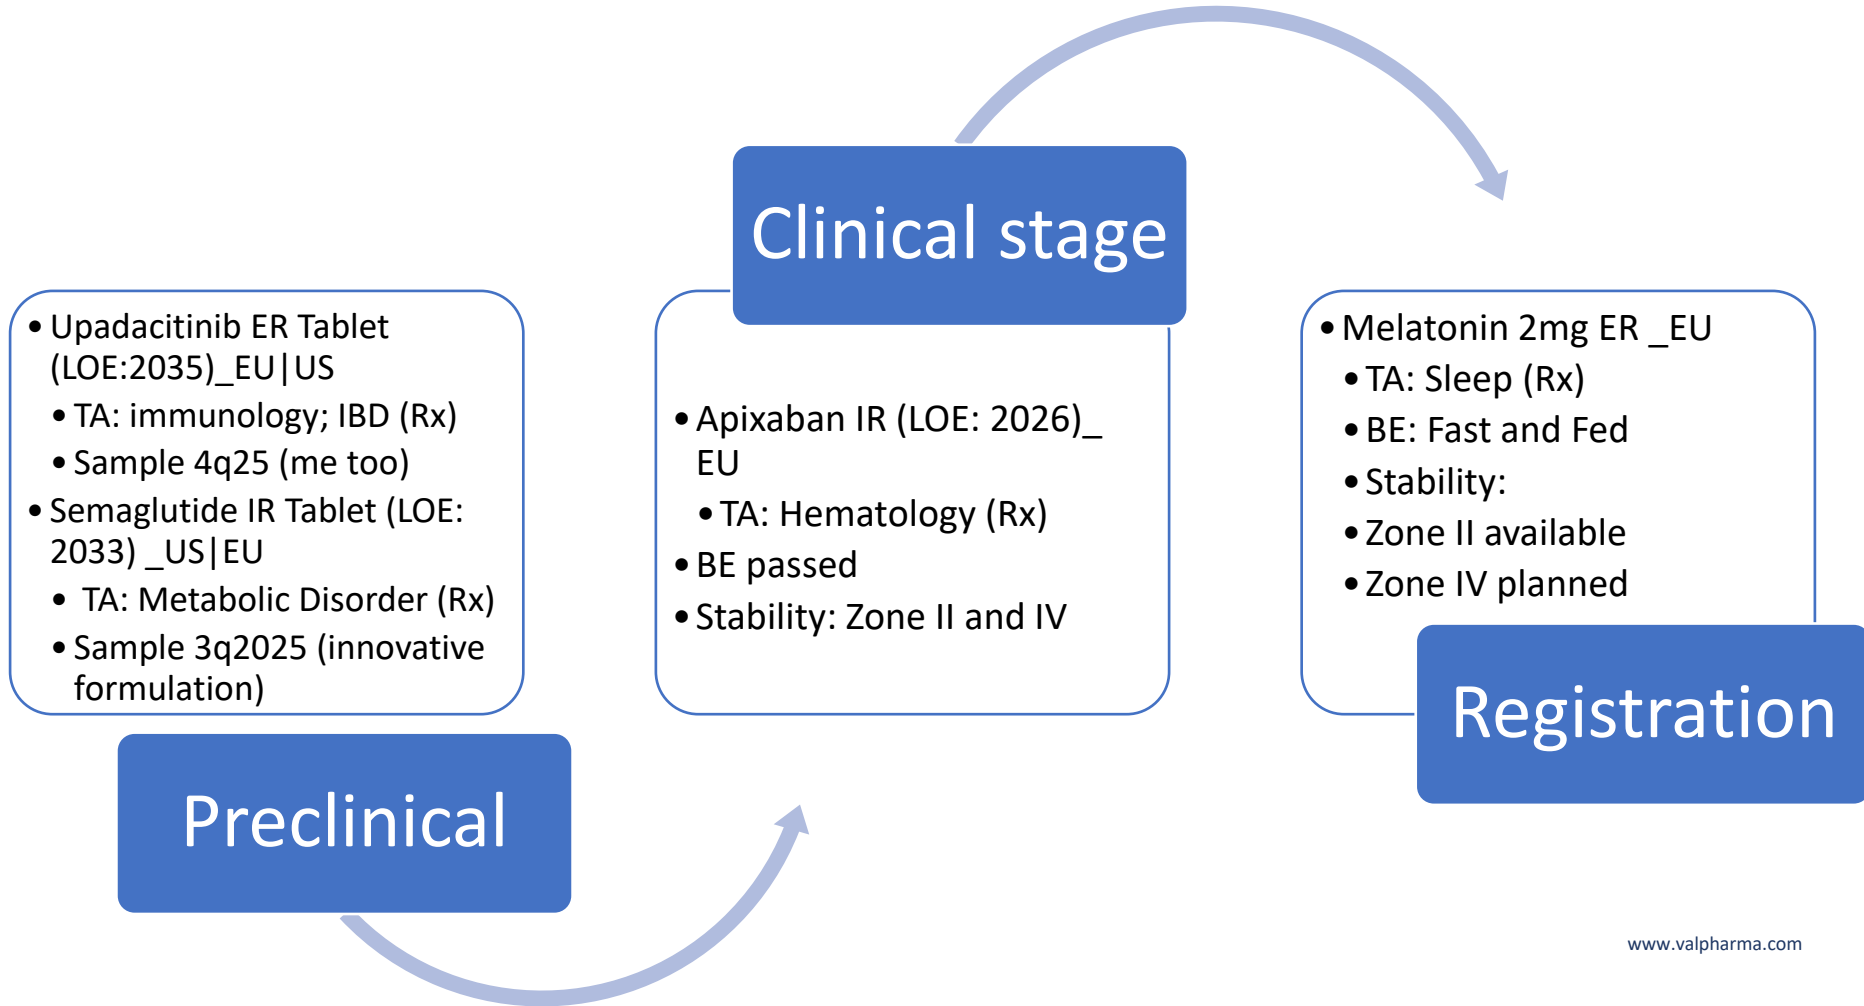 • Upadacitinib ER Tablet
(LOE:2035)_EU|US
• TA: immunology; IBD (Rx)
• Sample 4q25 (me too)
• Semaglutide IR Tablet (LOE:
2033) _US|EU
• TA: Metabolic Disorder (Rx)
• Sample 3q2025 (innovative
formulation)
Preclinical
Clinical stage
• Apixaban IR (LOE: 2026)_
EU
• TA: Hematology (Rx)
• BE passed
• Stability: Zone II and IV
• Melatonin 2mg ER _EU
• TA: Sleep (Rx)
• BE: Fast and Fed
• Stability:
• Zone II available
• Zone IV planned
Registration
www.valpharma.com